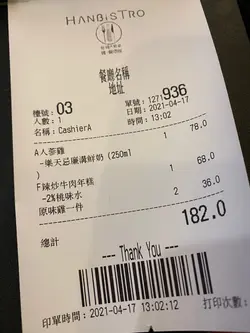 HANBiSTRO
餐廳名稱
地址
檯號: 03
單號: 1271936
人數: 1
日期: 2021-04-17
名稱: CashierA
時間: 13:02
A人蔘雞
1
78.0
-樂天忌廉溝鮮奶 (250ml
)
1
68.0
F辣炒牛肉年糕
-2%桃味水
2
36.0
原味雞一件
182.0
總計
--- Thank You ---
印單時間: 2021-04-17 13:02:12
打印次數: